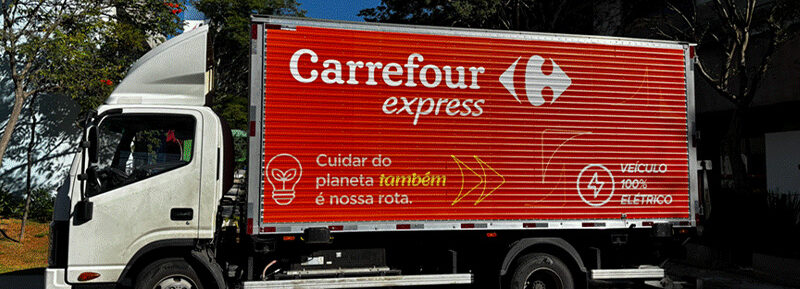 Carrefour
express
Cuidar do
planeta também
é nossa rota.
VEÍCULO
100%
ELÉTRICO